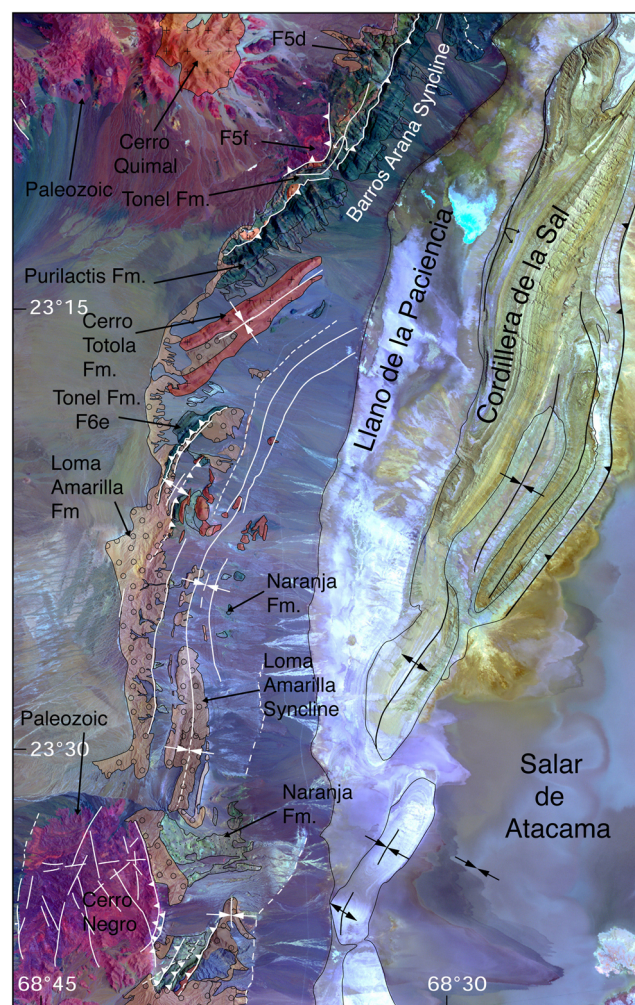 F5d
Barros Arana Syncline
Cerro
Quimal
F5f
Paleozoic
Tonel Fm.
Llano de la Paciencia
Cordillera de la Sal
Purilactis Fm.
23°15
Cerro
Totola
Fm.
Tonel Fm.
F6e
Loma
Amarilla
Fm
Naranja
Fm.
Loma
Amarilla
Syncline
Paleozoic
23°30
Salar
de
Atacama
Naranja
Fm.
Cerro
Negro
68°45
68°30